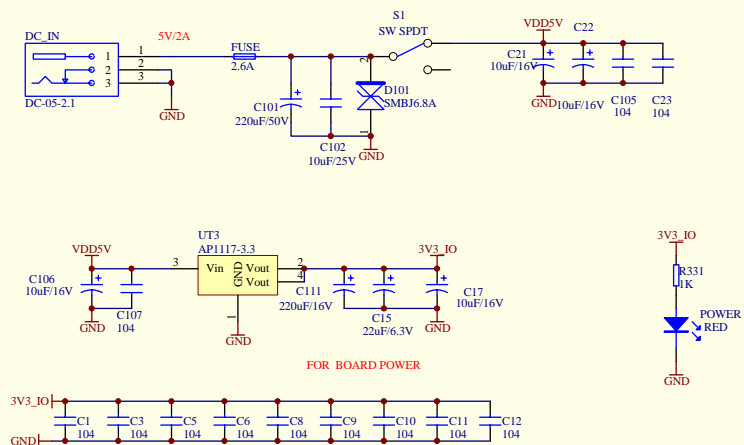 S1
SW SPDT
DC_IN
5V/2A
VDD5V
C22
1
1
FUSE
2
2
2.6A
2
3
3
C21
10uF/16V
DC-05-2.1
C101
220uF/50V
D101
SMBJ6.8A
GND
10uF/16V
C105
104
C23
104
GND
1
C102
10uF/25V
GND
UT3
AP1117-3.3
VDD5V
3V3_IO
3V3_IO
3
Vin
GND
Vout
2
Vout
4
C106
10uF/16V
R331
1K
C111
220uF/16V
C17
10uF/16V
C107
104
1
C15
22uF/6.3V
POWER
RED
GND
GND
GND
FOR BOARD POWER
GND
3V3_IO
C1
104
C3
104
C5
104
C6
104
C8
104
C9
104
C10
104
C11
104
C12
104
GND